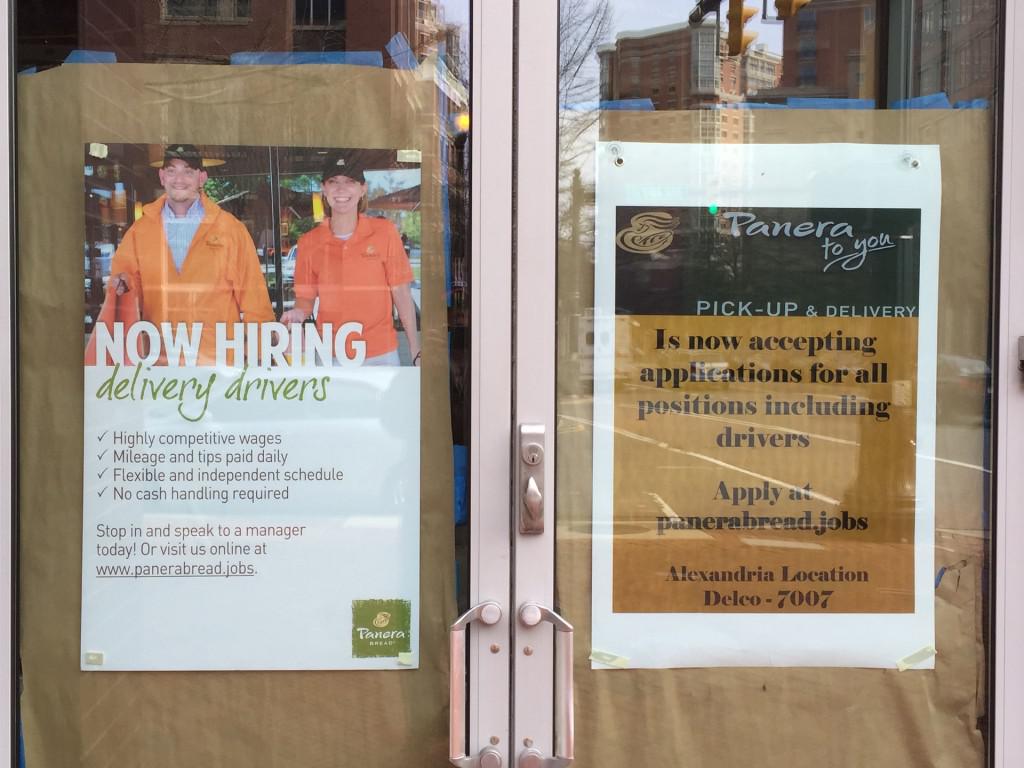 NOW HIRING
delivery drivers
✓ Highly competitive wages
✓ Mileage and tips paid daily
✓ Flexible and independent schedule
✓ No cash handling required
Stop in and speak to a manager
today! Or visit us online at
www.panerabread.jobs.
Panera
BREAD®
Panera
to you
PICK-UP & DELIVERY
Is now accepting
applications for all
positions including
drivers
Apply at
panerabread.jobs
Alexandria Location
Delco - 7007